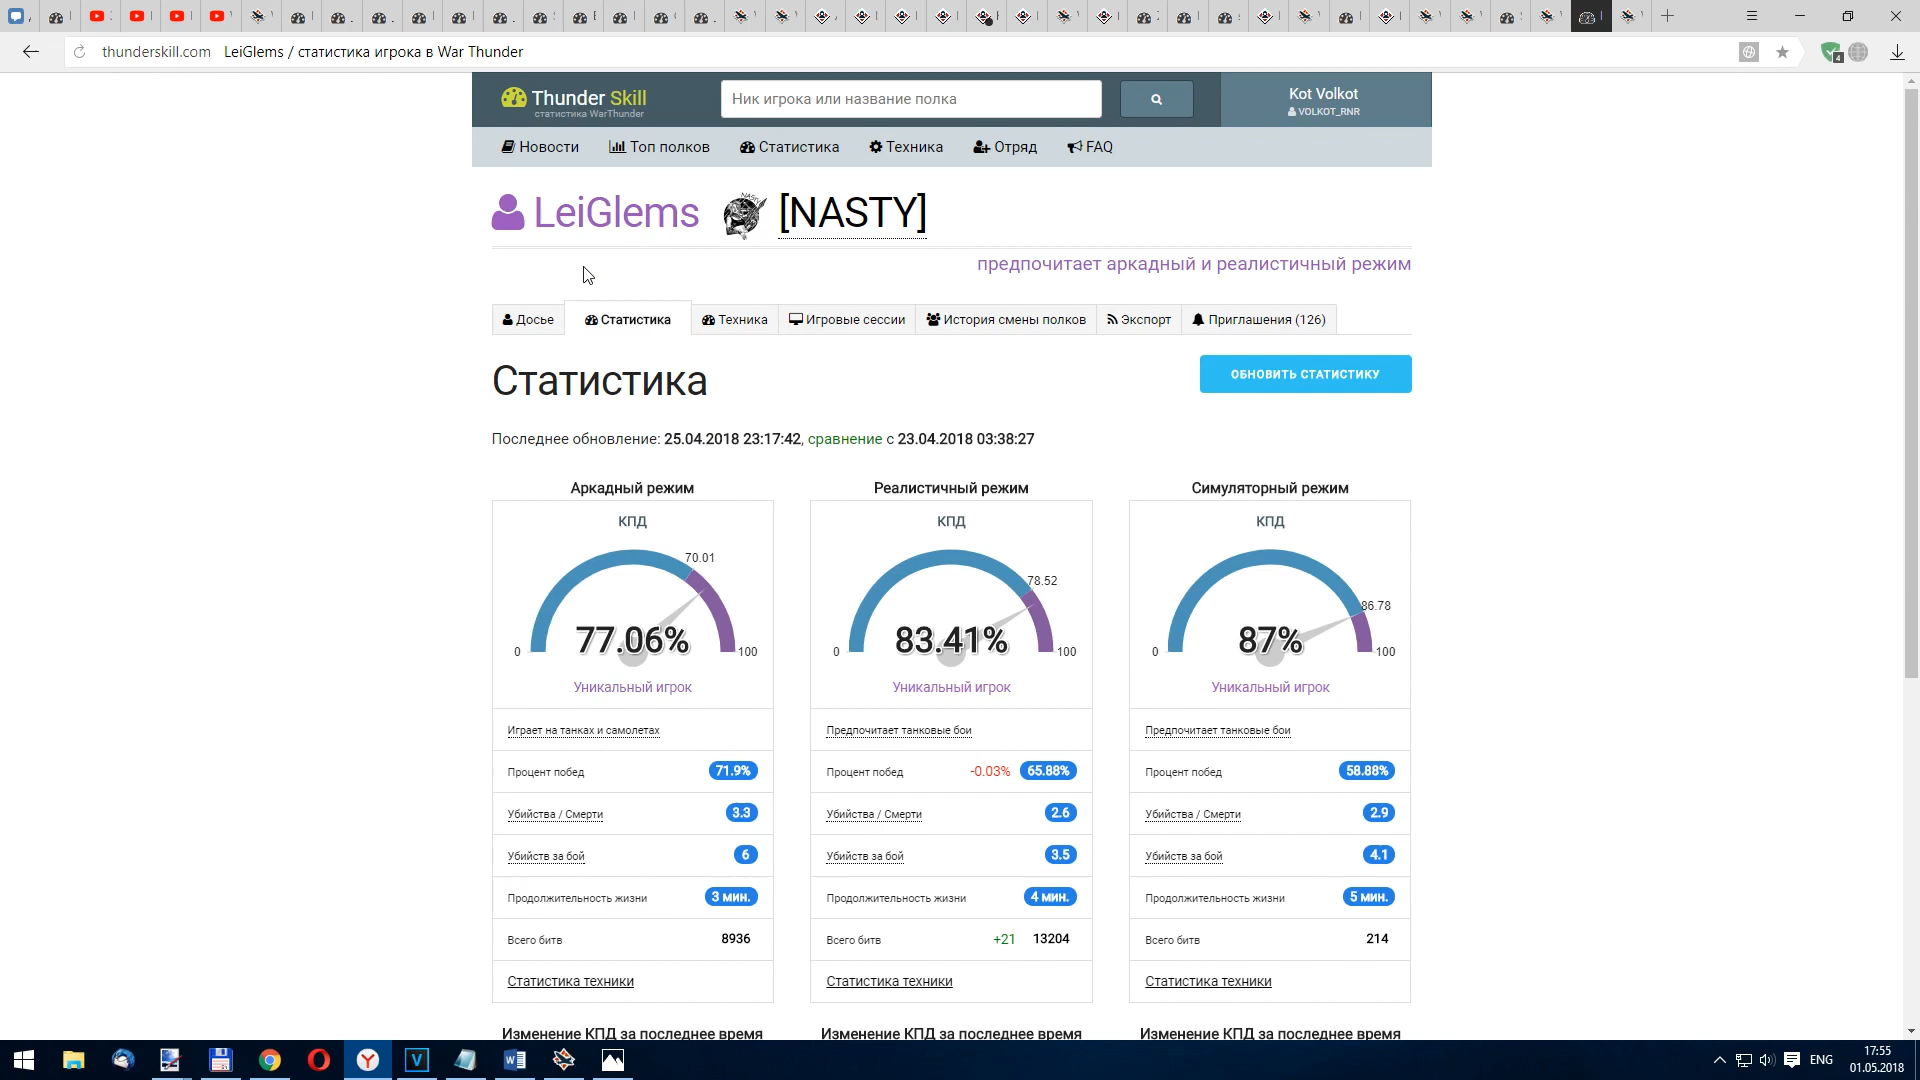 thunderskill.com LeiGlems / статистика игрока в War Thunder
4
Thunder Skill
статистика WarThunder
Ник игрока или название полка
Kot Volkot
VOLKOT_RNR
Новости Топ полков Статистика Техника Отряд FAQ
LeiGlems NASTY [NASTY]
предпочитает аркадный и реалистичный режим
Досье Статистика Техника Игровые сессии История смены полков Экспорт Приглашения (126)
Статистика
ОБНОВИТЬ СТАТИСТИКУ
Последнее обновление: 25.04.2018 23:17:42, сравнение с 23.04.2018 03:38:27
Аркадный режим
КПД
70.01
77.06%
0 100
Уникальный игрок
Играет на танках и самолетах
Процент побед 71.9%
Убийства / Смерти 3.3
Убийств за бой 6
Продолжительность жизни 3 мин.
Всего битв 8936
Статистика техники
Изменение КПД за последнее время
Реалистичный режим
КПД
78.52
83.41%
0 100
Уникальный игрок
Предпочитает танковые бои
Процент побед -0.03% 65.88%
Убийства / Смерти 2.6
Убийств за бой 3.5
Продолжительность жизни 4 мин.
Всего битв +21 13204
Статистика техники
Изменение КПД за последнее время
Симуляторный режим
КПД
86.78
87%
0 100
Уникальный игрок
Предпочитает танковые бои
Процент побед 58.88%
Убийства / Смерти 2.9
Убийств за бой 4.1
Продолжительность жизни 5 мин.
Всего битв 214
Статистика техники
Изменение КПД за последнее время
ENG
17:55
01.05.2018